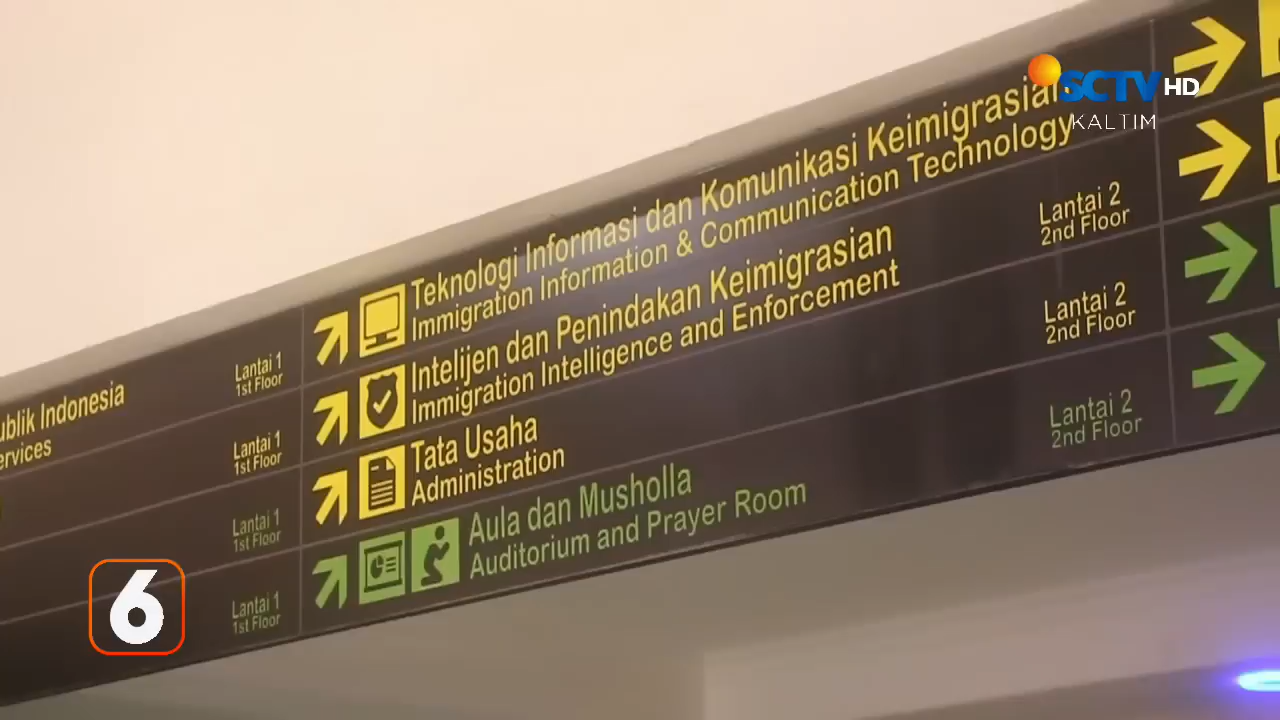 SCTV HD
KALTIM
Teknologi Informasi dan Komunikasi Keimigrasian
Immigration Information & Communication Technology
Lantai 2
2nd Floor
Intelijen dan Penindakan Keimigrasian
Immigration Intelligence and Enforcement
Lantai 2
2nd Floor
Tata Usaha
Administration
Lantai 2
2nd Floor
Aula dan Musholla
Auditorium and Prayer Room
Indonesia
Lantai 1
1st Floor
Lantai 1
1st Floor
Lantai 1
1st Floor
Lantai 1
1st Floor
6